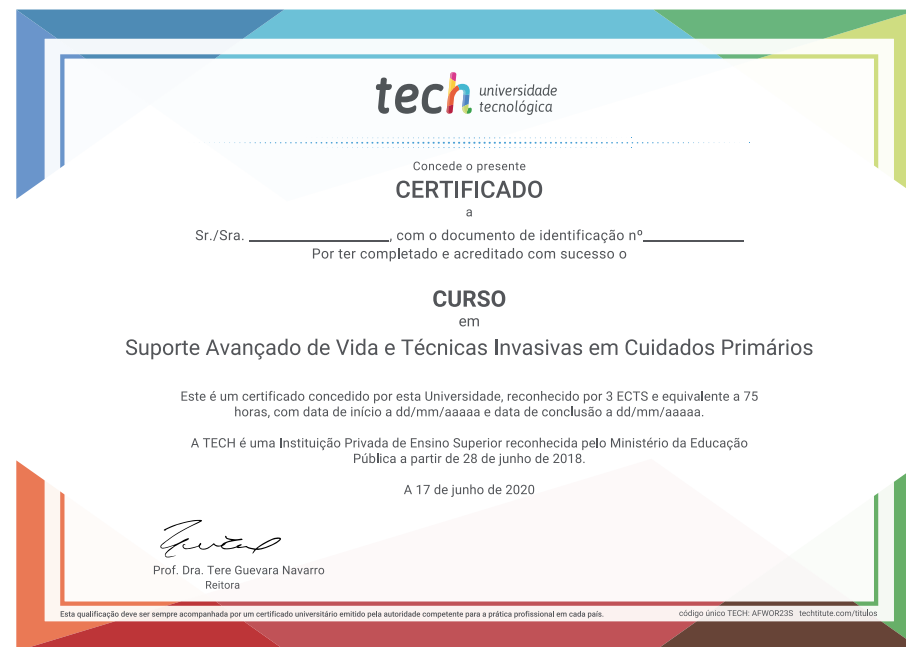 tech universidade
tecnológica
Concede o presente
CERTIFICADO
a
Sr./Sra. ________________, com o documento de identificação nº____________
Por ter completado e acreditado com sucesso o
CURSO
em
Suporte Avançado de Vida e Técnicas Invasivas em Cuidados Primários
Este é um certificado concedido por esta Universidade, reconhecido por 3 ECTS e equivalente a 75
horas, com data de início a dd/mm/aaaaa e data de conclusão a dd/mm/aaaaa.
A TECH é uma Instituição Privada de Ensino Superior reconhecida pelo Ministério da Educação
Pública a partir de 28 de junho de 2018.
A 17 de junho de 2020
Prof. Dra. Tere Guevara Navarro
Reitora
Esta qualificação deve ser sempre acompanhada por um certificado universitário emitido pela autoridade competente para a prática profissional em cada país. código único TECH: AFWOR23S techtitute.com/titulos